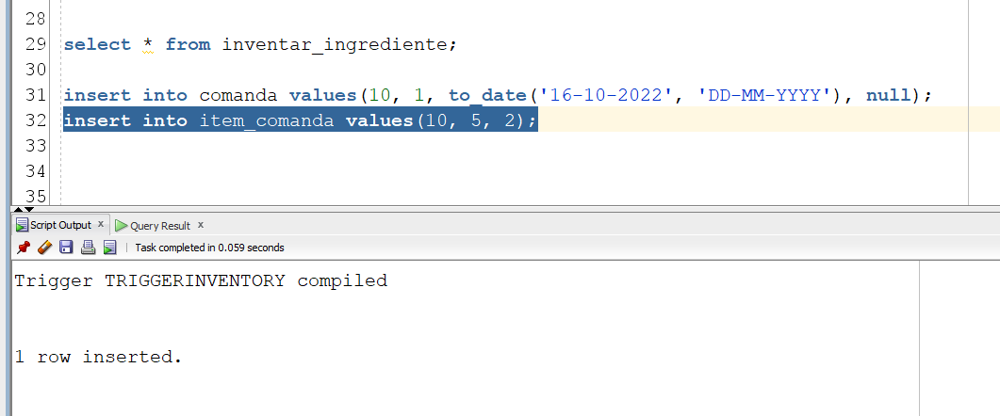 28
29 select * from inventar_ingrediente;
30
31 insert into comanda values(10, 1, to_date('16-10-2022', 'DD-MM-YYYY'), null);
32 insert into item_comanda values(10, 5, 2);
33
34
35
Script Output x Query Result x
Task completed in 0.059 seconds
Trigger TRIGGERINVENTORY compiled
1 row inserted.